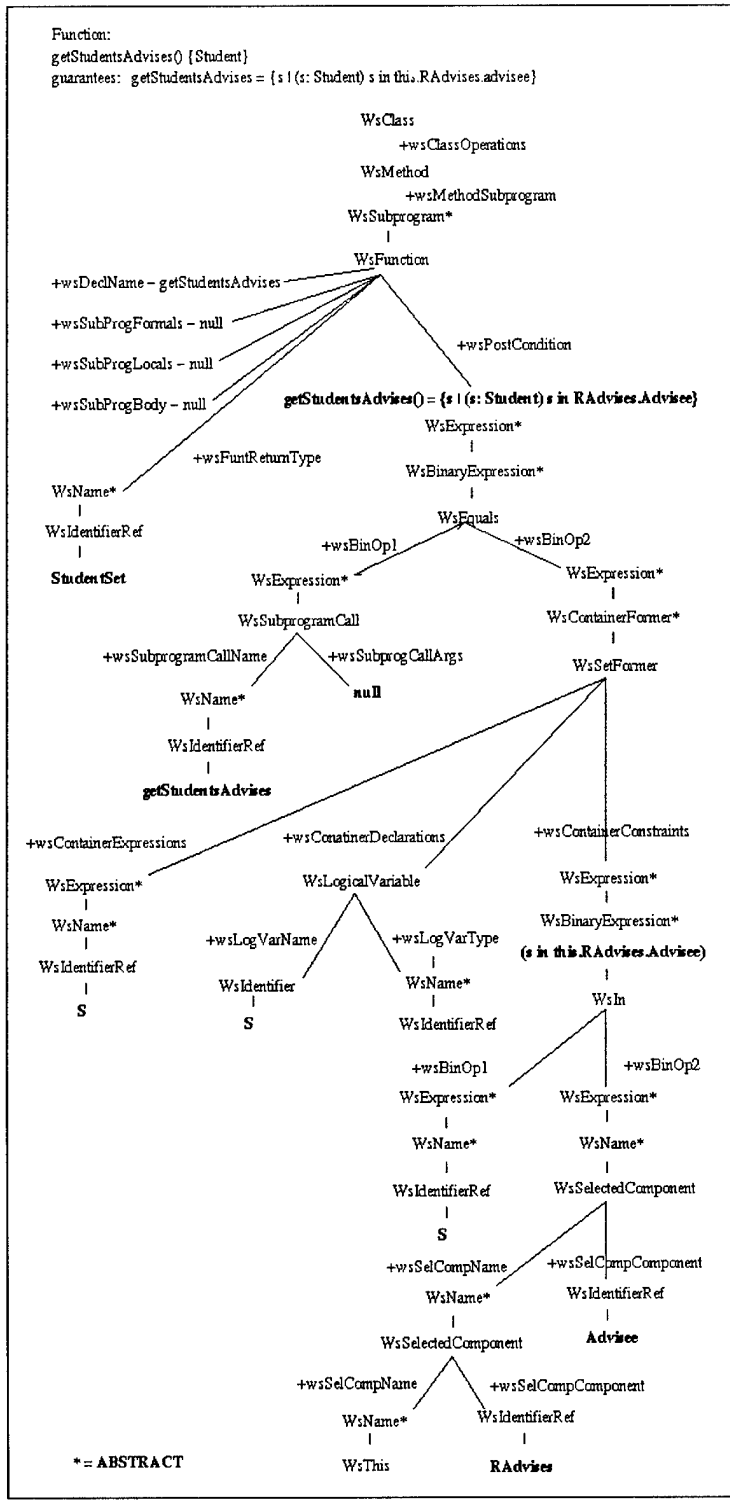 Function:
getStudentsAdvises() {Student}
guarantees: getStudentsAdvises = {s | (s: Student) s in this.RAdvises.advisee}
WsClass
+wsClassOperations
WsMethod
+wsMethodSubprogram
WsSubprogram*
WsFunction
+wsDeclName – getStudentsAdvises
+wsSubProgFormals – null
+wsSubProgLocals – null
+wsPostCondition
+wsSubProgBody – null
getStudentsAdvises() = {s | (s: Student) s in RAdvises.Advisee}
WsExpression*
+wsFuntReturnType
WsBinaryExpression*
WsName*
WsEquals
WsIdentifierRef
+wsBinOp1
+wsBinOp2
StudentSet
WsExpression*
WsExpression*
WsSubprogramCall
WsContainerFormer*
+wsSubprogramCallName
+wsSubprogCallArgs
WsSetFormer
WsName*
null
WsIdentifierRef
getStudentsAdvises
+wsContainerExpressions
+wsConatinerDeclarations
+wsContainerConstraints
WsExpression*
WsLogicalVariable
WsExpression*
WsName*
WsBinaryExpression*
+wsLogVarName
+wsLogVarType
(s in this.RAdvises.Advisee)
WsIdentifierRef
WsIdentifier
WsName*
WsIn
S
S
WsIdentifierRef
+wsBinOp1
+wsBinOp2
WsExpression*
WsExpression*
WsName*
WsName*
WsIdentifierRef
WsSelectedComponent
S
+wsSelCompName
+wsSelCompComponent
WsName*
WsIdentifierRef
WsSelectedComponent
Advisee
+wsSelCompName
+wsSelCompComponent
WsName*
WsIdentifierRef
* = ABSTRACT
WsThis
RAdvises